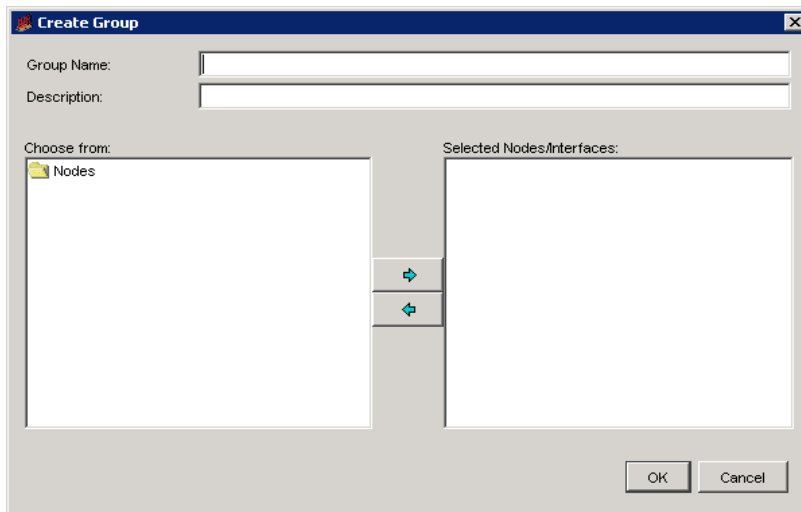 Create Group
Group Name:
Description:
Choose from:
Selected Nodes/Interfaces:
Nodes
OK
Cancel